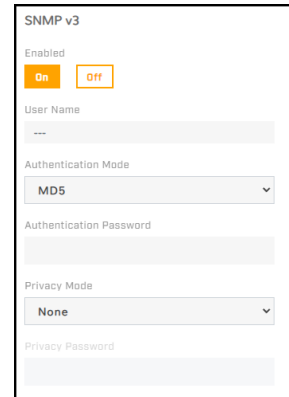 SNMP v3
Enabled
On Off
User Name
---
Authentication Mode
MD5
Authentication Password
Privacy Mode
None
Privacy Password